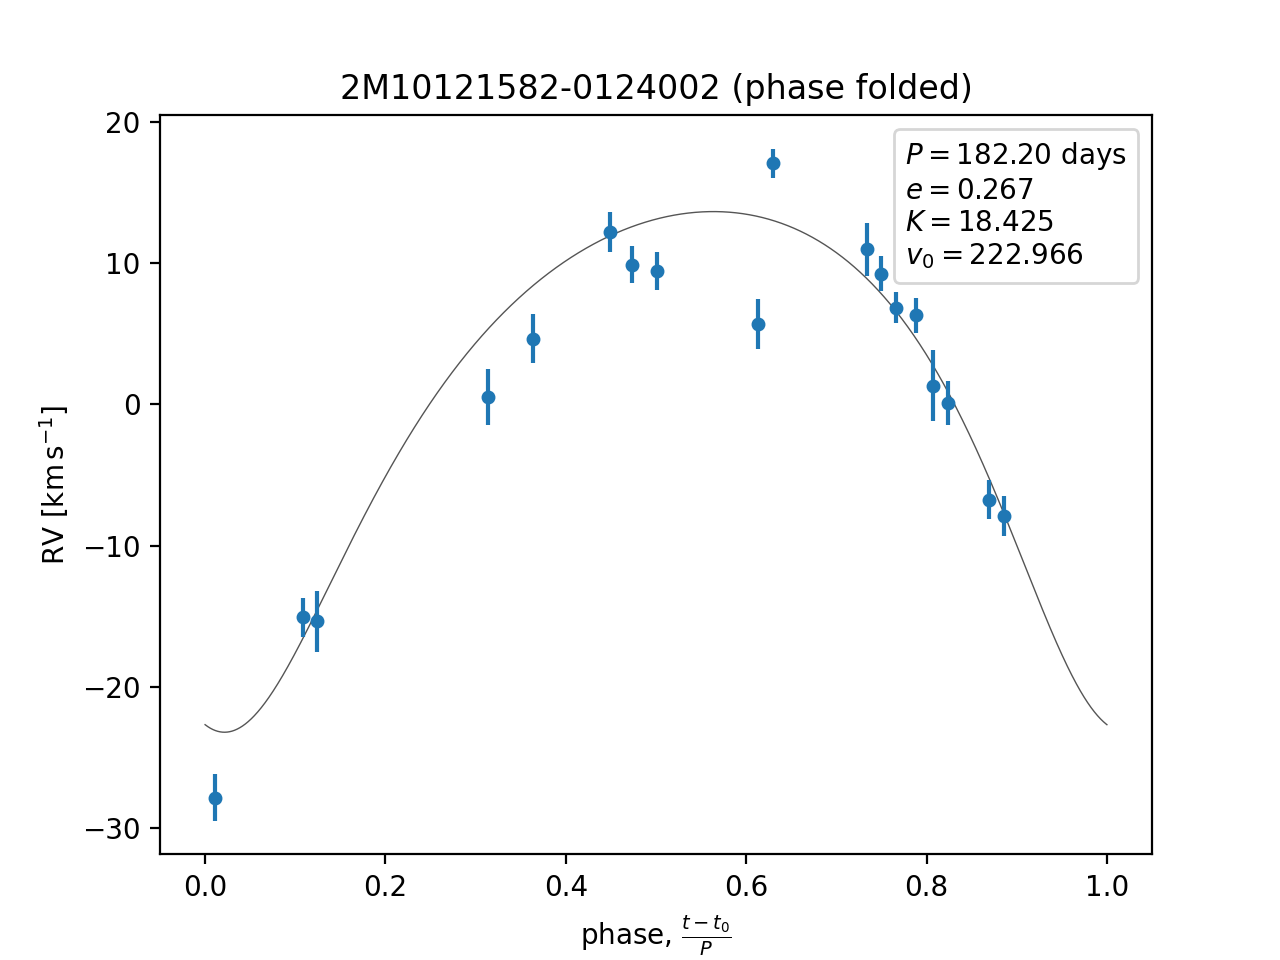 2M10121582-0124002 (phase folded)
P = 182.20 days
e = 0.267
K = 18.425
v₀ = 222.966
20
10
0
−10
−20
−30
RV [km s⁻¹]
0.0 0.2 0.4 0.6 0.8 1.0
phase, (t − t₀)/P